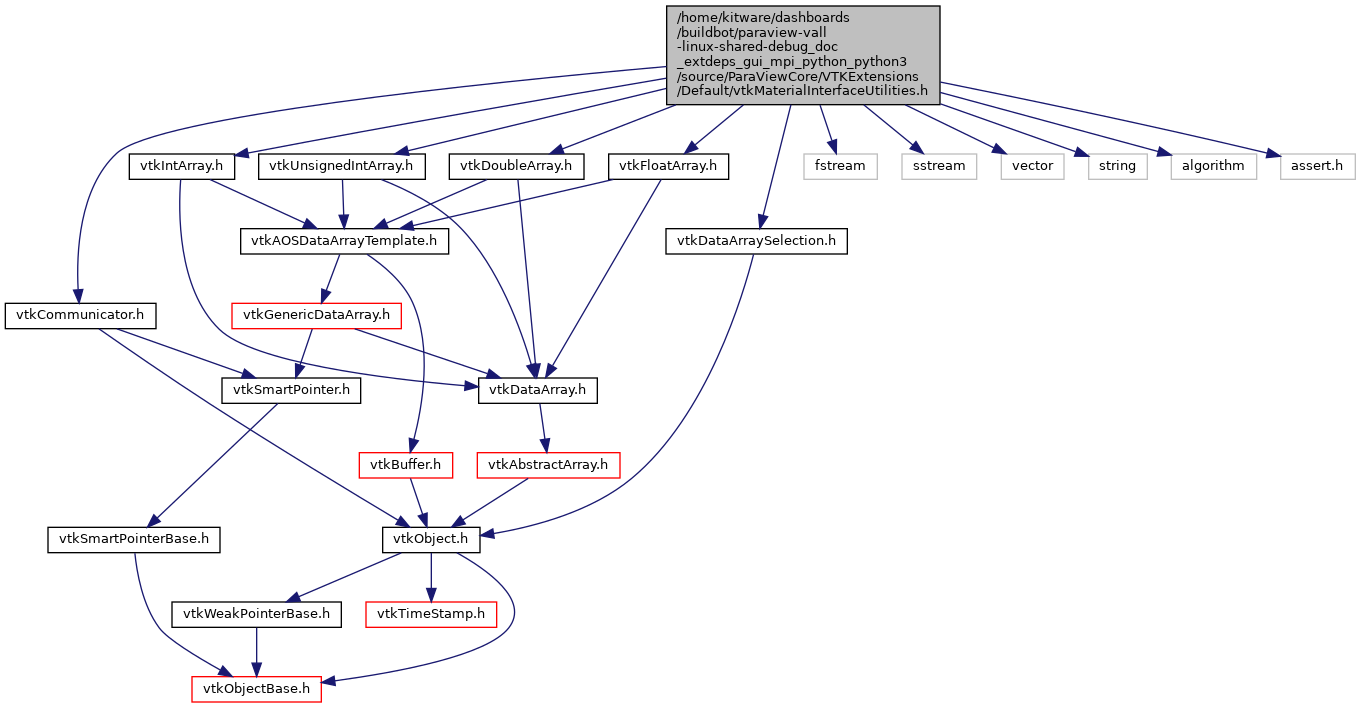 /home/kitware/dashboards
/buildbot/paraview-vall
-linux-shared-debug_doc
_extdeps_gui_mpi_python_python3
/source/ParaViewCore/VTKExtensions
/Default/vtkMaterialInterfaceUtilities.h
vtkIntArray.h
vtkUnsignedIntArray.h
vtkDoubleArray.h
vtkFloatArray.h
fstream
sstream
vector
string
algorithm
assert.h
vtkAOSDataArrayTemplate.h
vtkDataArraySelection.h
vtkCommunicator.h
vtkGenericDataArray.h
vtkSmartPointer.h
vtkDataArray.h
vtkBuffer.h
vtkAbstractArray.h
vtkSmartPointerBase.h
vtkObject.h
vtkWeakPointerBase.h
vtkTimeStamp.h
vtkObjectBase.h